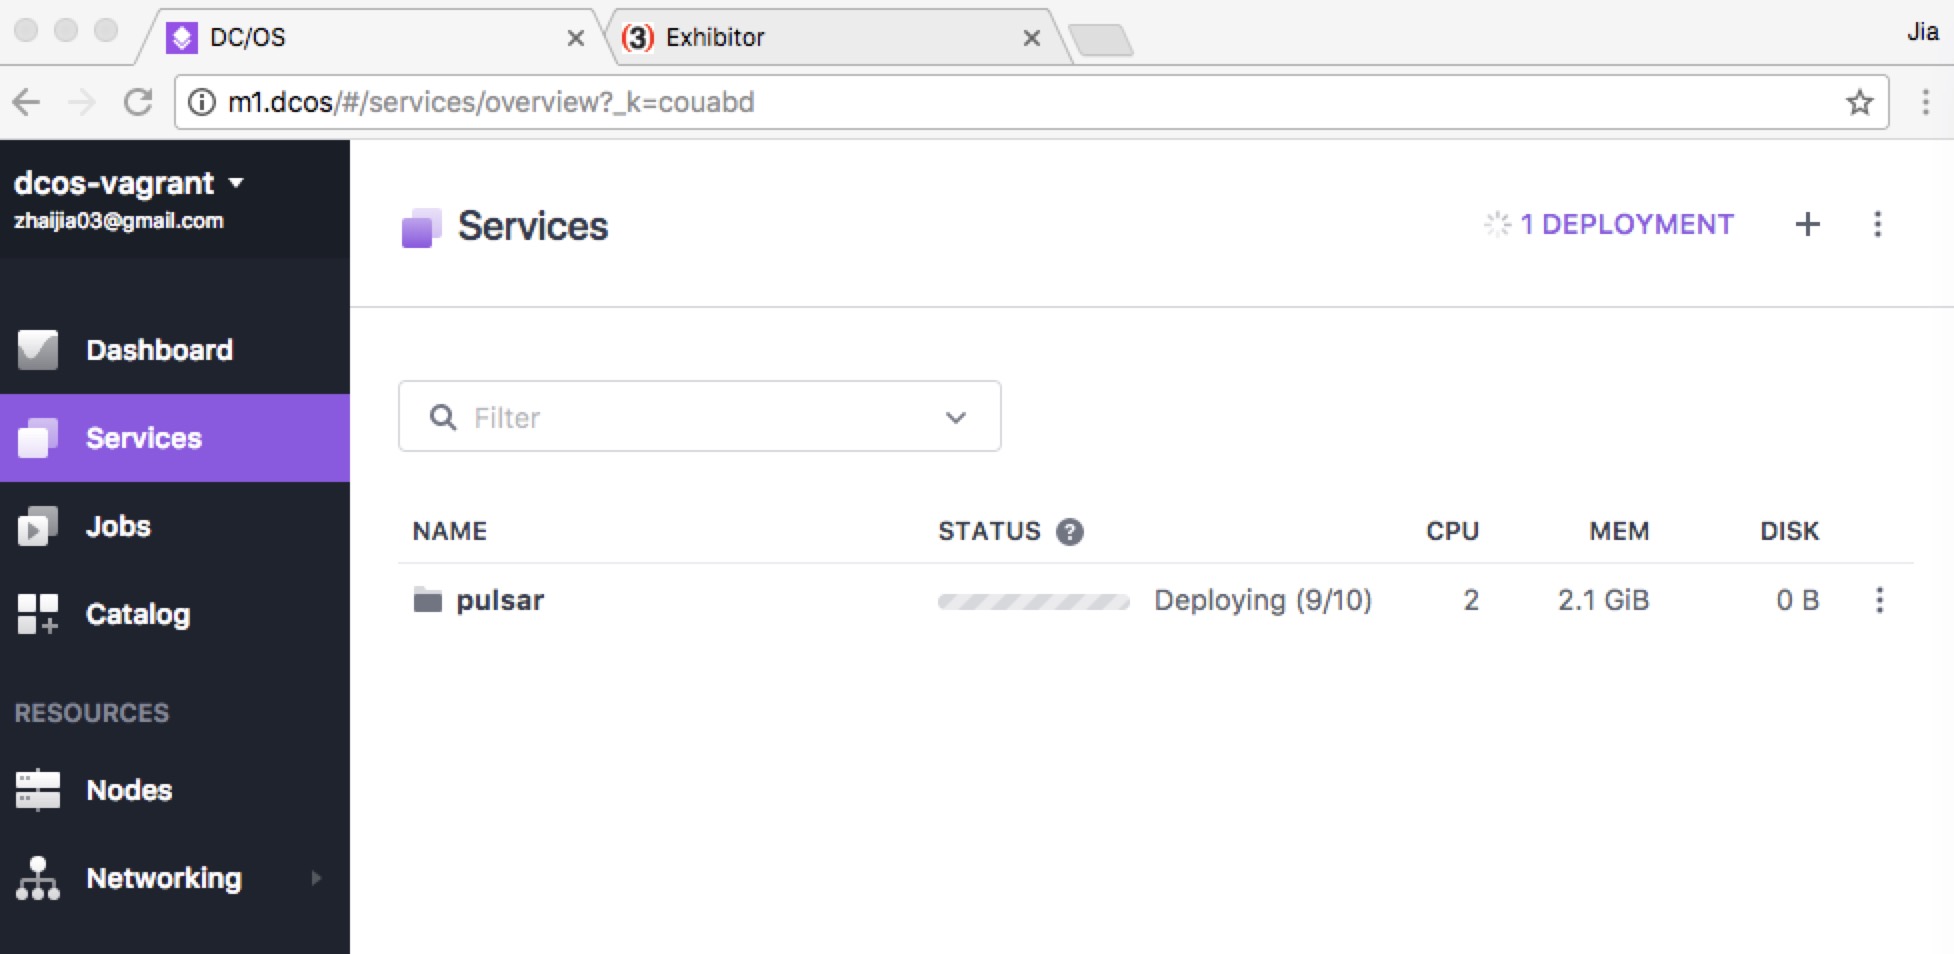 DC/OS
(3) Exhibitor
Jia
m1.dcos/#/services/overview?_k=couabd
dcos-vagrant
zhaijia03@gmail.com
Dashboard
Services
Jobs
Catalog
RESOURCES
Nodes
Networking
Services
1 DEPLOYMENT
Filter
NAME STATUS ? CPU MEM DISK
pulsar Deploying (9/10) 2 2.1 GiB 0 B